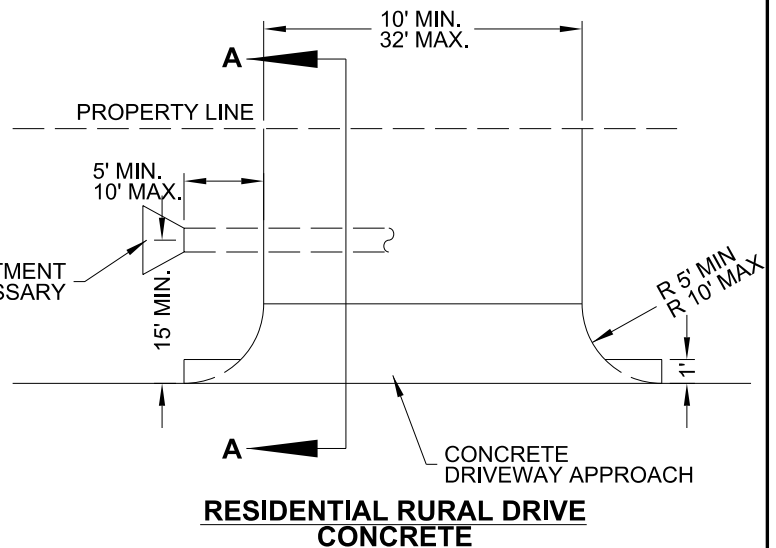 10' MIN.
32' MAX.
A
PROPERTY LINE
5' MIN.
10' MAX.
R 5' MIN
R 10' MAX
15' MIN.
1'
A
CONCRETE
DRIVEWAY APPROACH
RESIDENTIAL RURAL DRIVE
CONCRETE